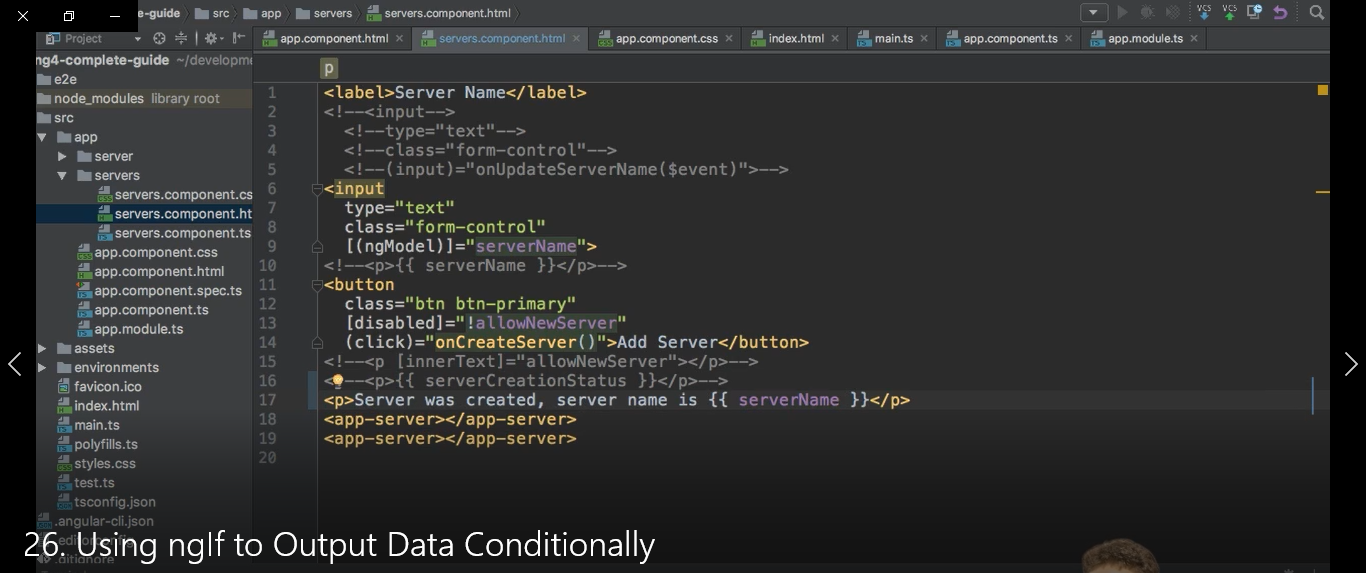 e-guide src app servers servers.component.html
Project
app.component.html servers.component.html app.component.css index.html main.ts app.component.ts app.module.ts
ng4-complete-guide ~/developme
e2e
node_modules library root
src
app
server
servers
servers.component.cs
servers.component.ht
servers.component.ts
app.component.css
app.component.html
app.component.spec.ts
app.component.ts
app.module.ts
assets
environments
favicon.ico
index.html
main.ts
polyfills.ts
styles.css
test.ts
tsconfig.json
.angular-cli.json
.gitignore
VCS VCS
p
1 <label>Server Name</label>
2 <!--<input-->
3 <!--type="text"-->
4 <!--class="form-control"-->
5 <!--(input)="onUpdateServerName($event)">-->
6 <input
7 type="text"
8 class="form-control"
9 [(ngModel)]="serverName">
10 <!--<p>{{ serverName }}</p>-->
11 <button
12 class="btn btn-primary"
13 [disabled]="!allowNewServer"
14 (click)="onCreateServer()">Add Server</button>
15 <!--<p [innerText]="allowNewServer"></p>-->
16 <!--<p>{{ serverCreationStatus }}</p>-->
17 <p>Server was created, server name is {{ serverName }}</p>
18 <app-server></app-server>
19 <app-server></app-server>
20
26. Using ngIf to Output Data Conditionally